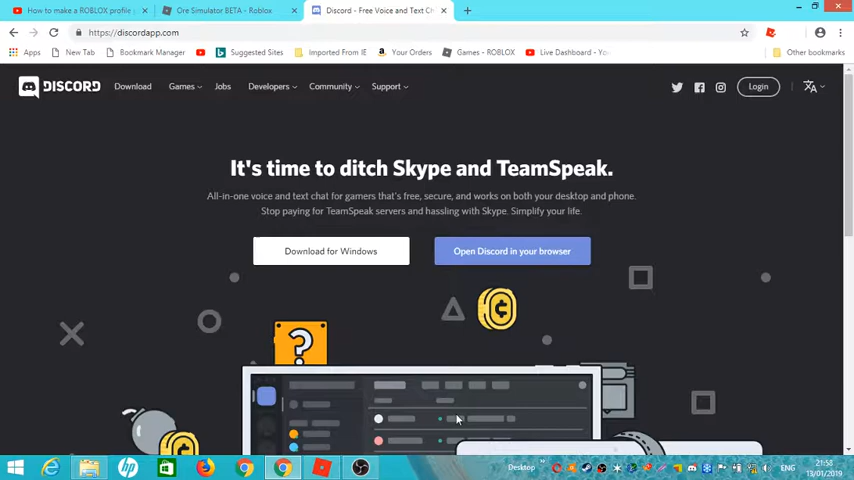 How to make a ROBLOX profile
Ore Simulator BETA - Roblox
Discord - Free Voice and Text Ch
https://discordapp.com
Apps
New Tab
Bookmark Manager
Suggested Sites
Imported From IE
Your Orders
Games - ROBLOX
Live Dashboard - Yo
Other bookmarks
DISCORD
Download
Games
Jobs
Developers
Community
Support
Login
It's time to ditch Skype and TeamSpeak.
All-in-one voice and text chat for gamers that's free, secure, and works on both your desktop and phone.
Stop paying for TeamSpeak servers and hassling with Skype. Simplify your life.
Download for Windows
Open Discord in your browser
?
Desktop
ENG
21:58
13/01/2019